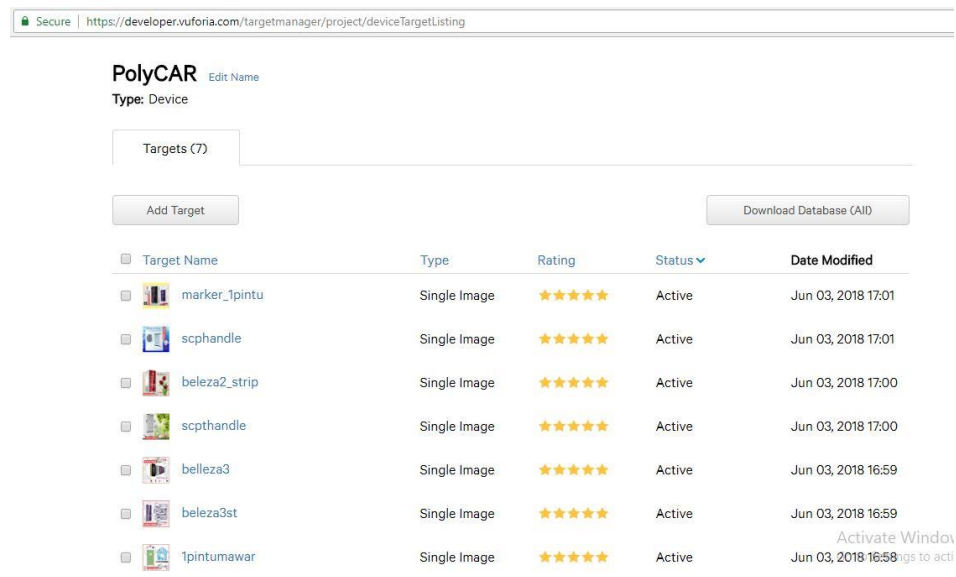 Secure | https://developer.vuforia.com/targetmanager/project/deviceTargetListing
PolyCAR Edit Name
Type: Device
Targets (7)
Add Target Download Database (All)
Target Name Type Rating Status Date Modified
marker_1pintu Single Image Active Jun 03, 2018 17:01
scphandle Single Image Active Jun 03, 2018 17:01
beleza2_strip Single Image Active Jun 03, 2018 17:00
scpthandle Single Image Active Jun 03, 2018 17:00
belleza3 Single Image Active Jun 03, 2018 16:59
beleza3st Single Image Active Jun 03, 2018 16:59
Activate Window
1pintumawar Single Image Active Jun 03, 2018 16:58